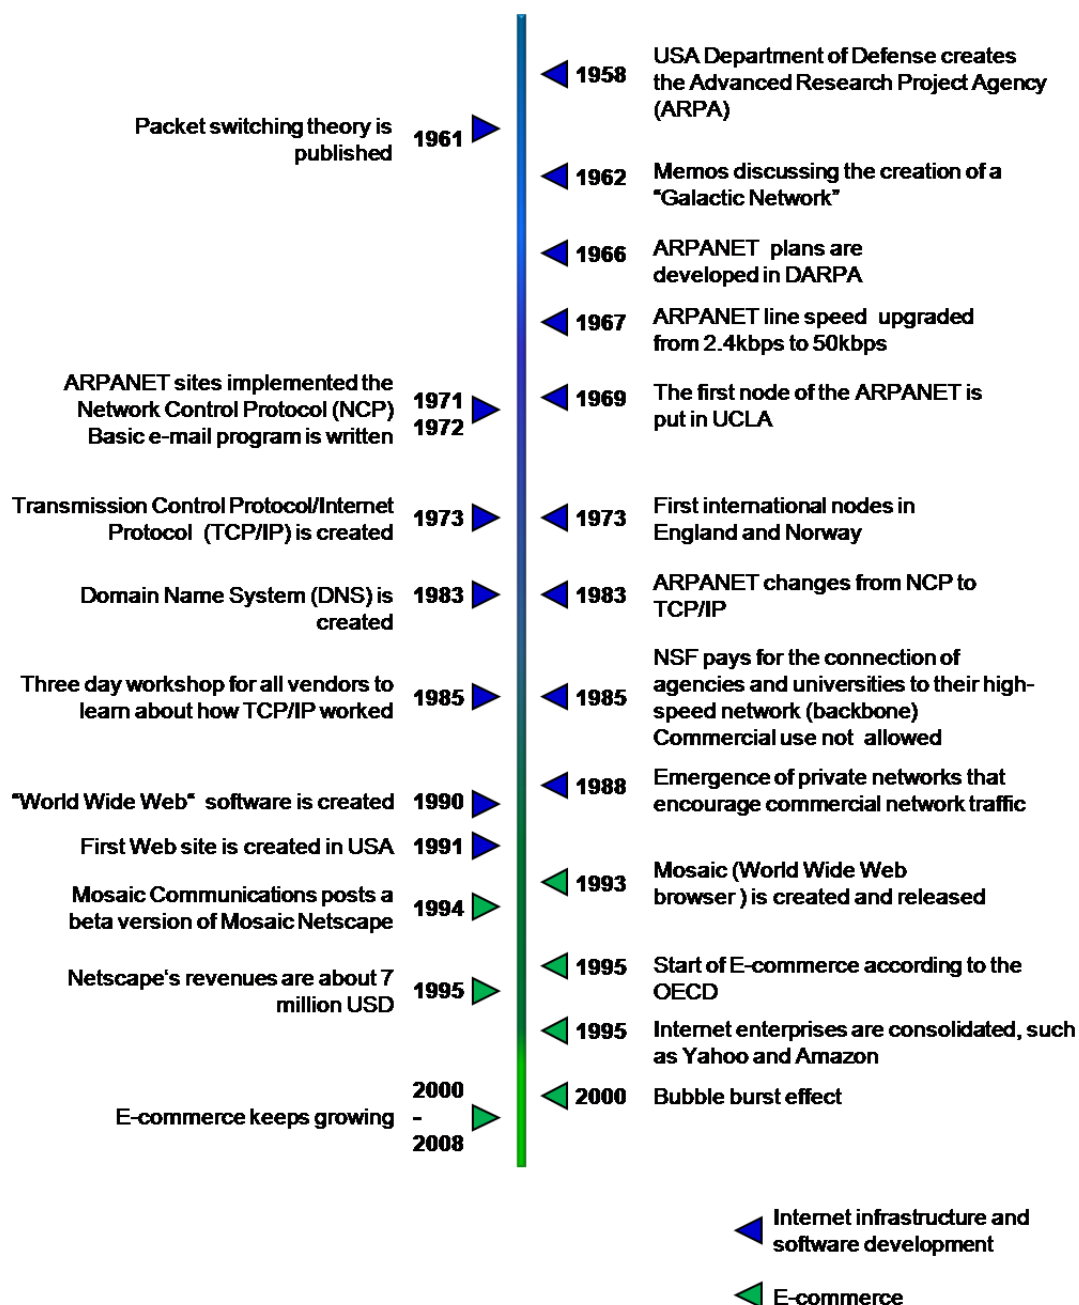 1958
USA Department of Defense creates
the Advanced Research Project Agency
(ARPA)
Packet switching theory is
published
1961
1962
Memos discussing the creation of a
“Galactic Network”
1966
ARPANET plans are
developed in DARPA
1967
ARPANET line speed upgraded
from 2.4kbps to 50kbps
ARPANET sites implemented the
Network Control Protocol (NCP)
Basic e-mail program is written
1971
1972
1969
The first node of the ARPANET is
put in UCLA
Transmission Control Protocol/Internet
Protocol (TCP/IP) is created
1973
1973
First international nodes in
England and Norway
Domain Name System (DNS) is
created
1983
1983
ARPANET changes from NCP to
TCP/IP
Three day workshop for all vendors to
learn about how TCP/IP worked
1985
1985
NSF pays for the connection of
agencies and universities to their high-
speed network (backbone)
Commercial use not allowed
1988
Emergence of private networks that
encourage commercial network traffic
“World Wide Web“ software is created
1990
First Web site is created in USA
1991
1993
Mosaic (World Wide Web
browser ) is created and released
Mosaic Communications posts a
beta version of Mosaic Netscape
1994
1995
Start of E-commerce according to the
OECD
Netscape‘s revenues are about 7
million USD
1995
1995
Internet enterprises are consolidated, such
as Yahoo and Amazon
2000
Bubble burst effect
E-commerce keeps growing
2000
–
2008
Internet infrastructure and
software development
E-commerce